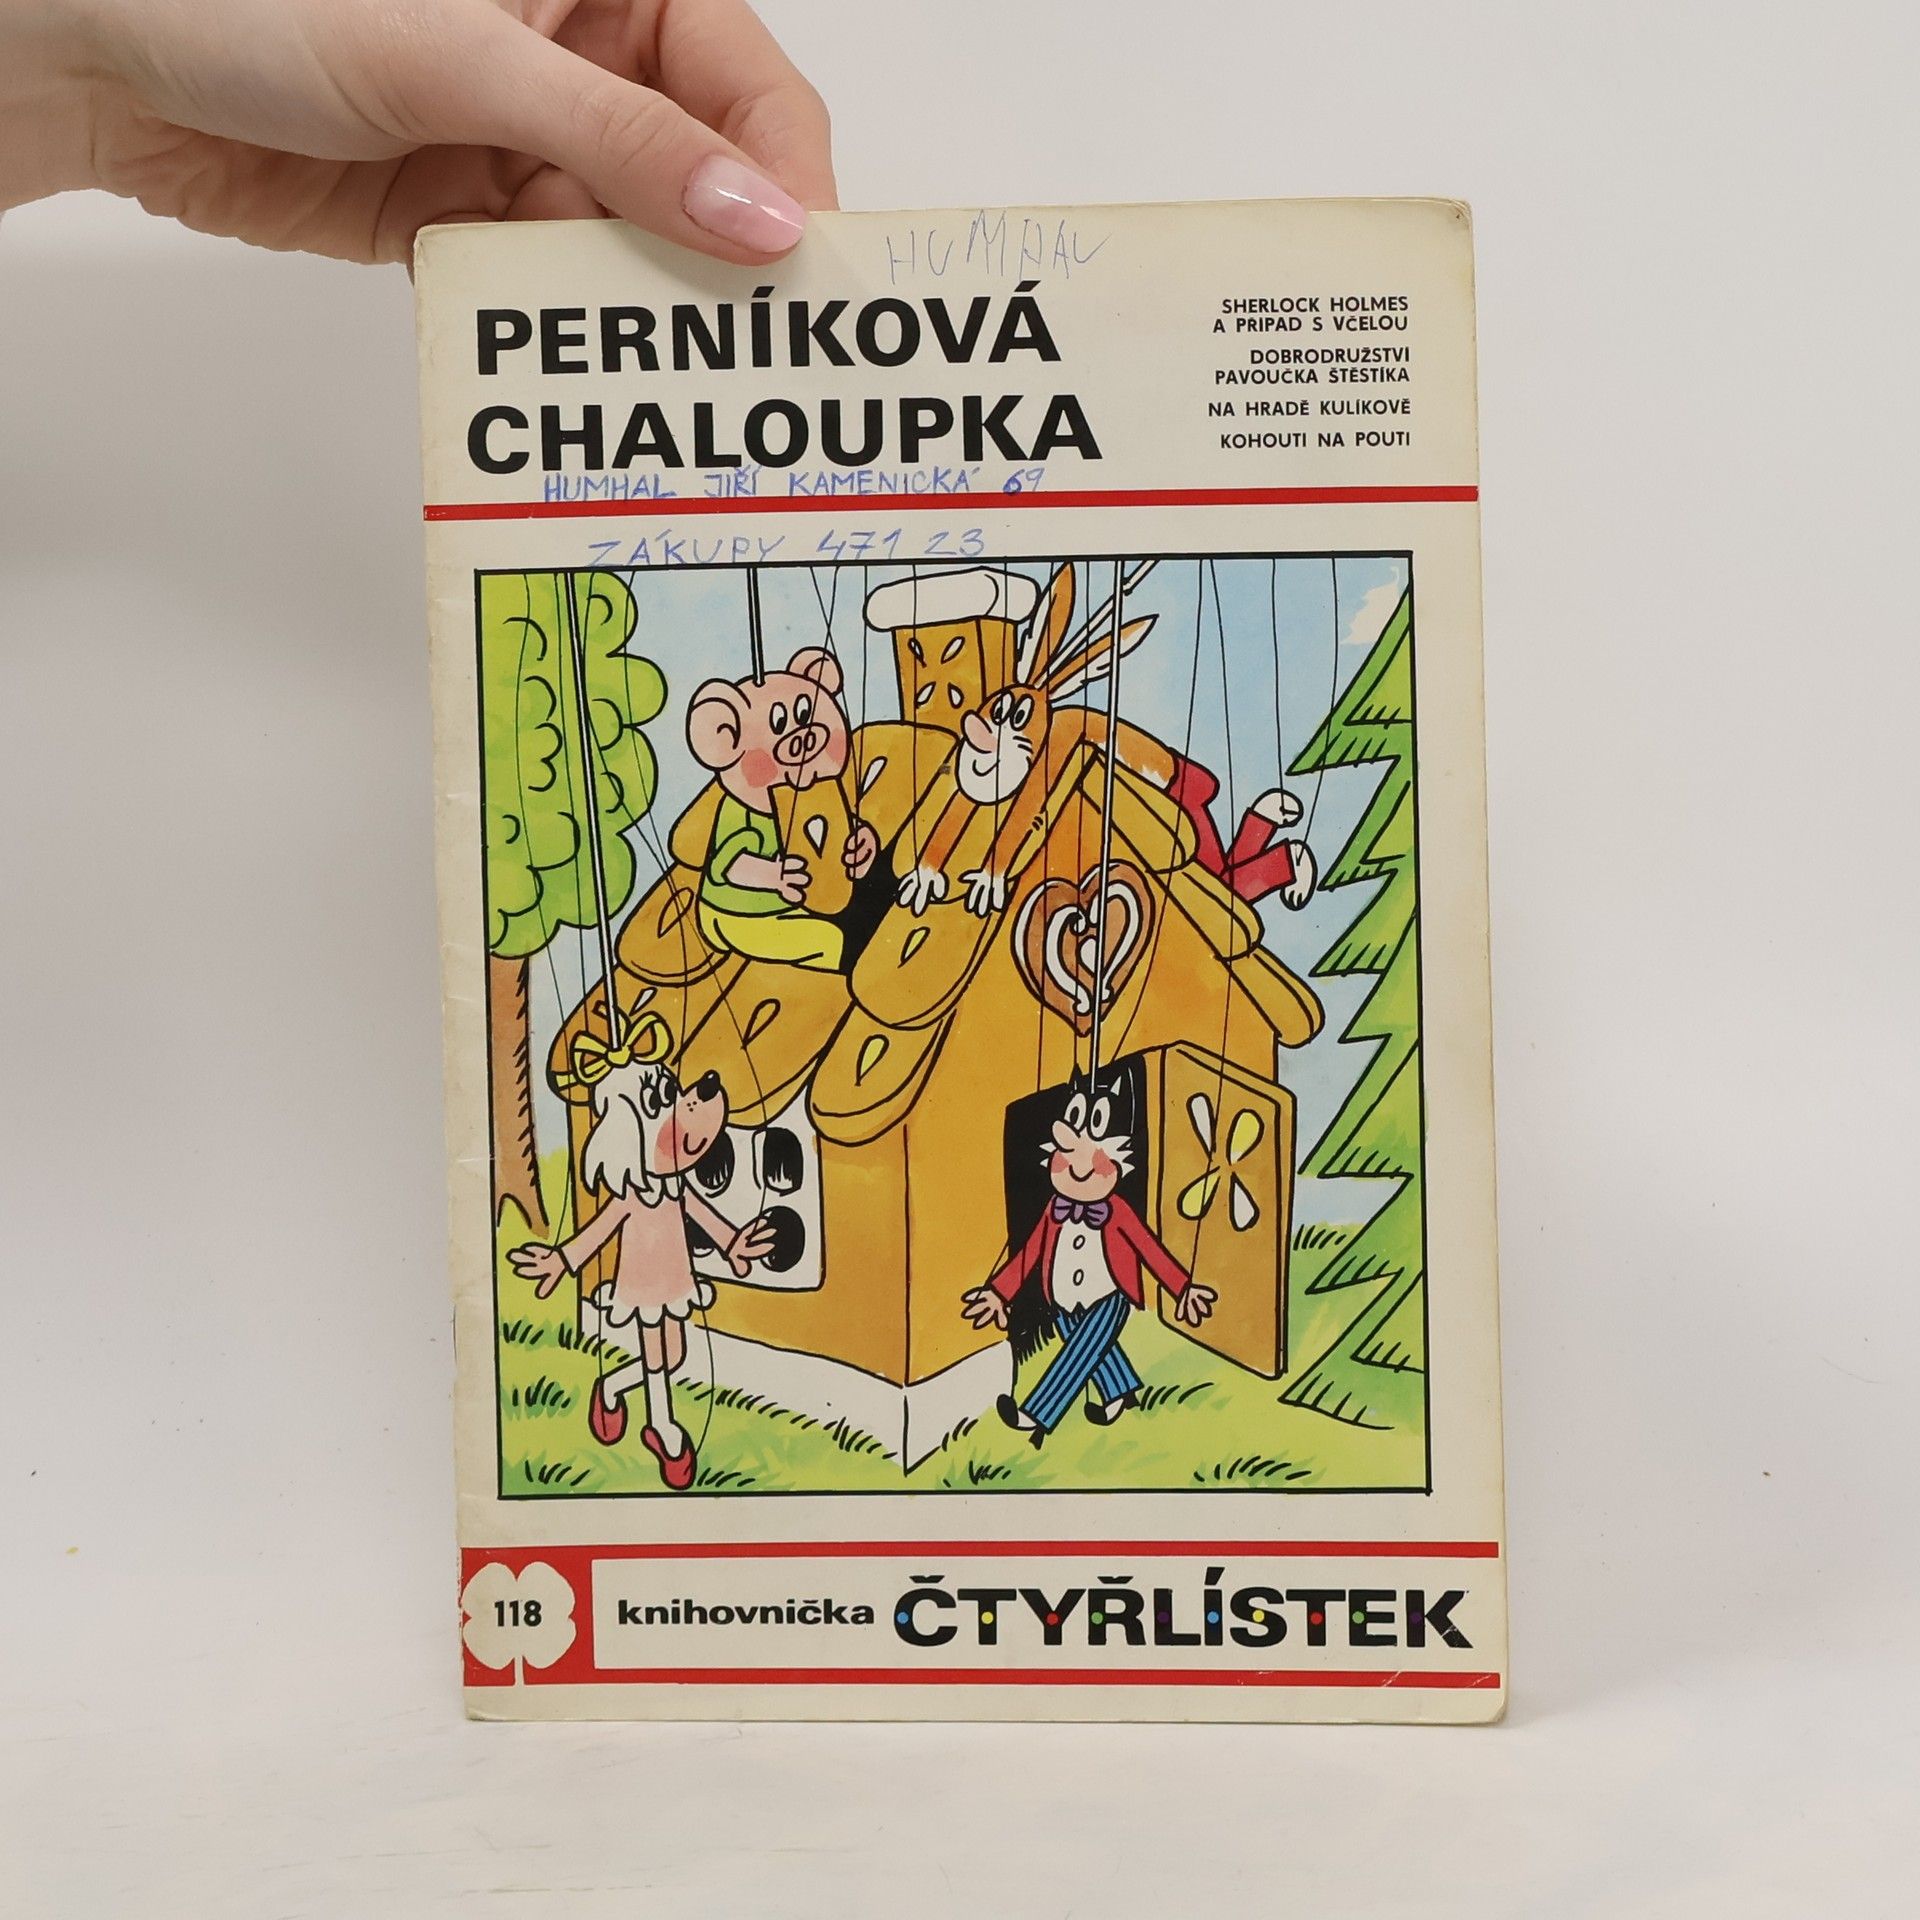 HUMHAL
PERNÍKOVÁ
CHALOUPKA
SHERLOCK HOLMES
A PŘÍPAD S VČELOU
DOBRODRUŽSTVÍ
PAVOUČKA ŠTĚSTÍKA
NA HRADĚ KULÍKOVĚ
KOHOUTI NA POUTI
HUMHAL JIŘÍ KAMENICKÁ 69
ZÁKUPY 471 23
118
knihovnička ČTYŘLÍSTEK